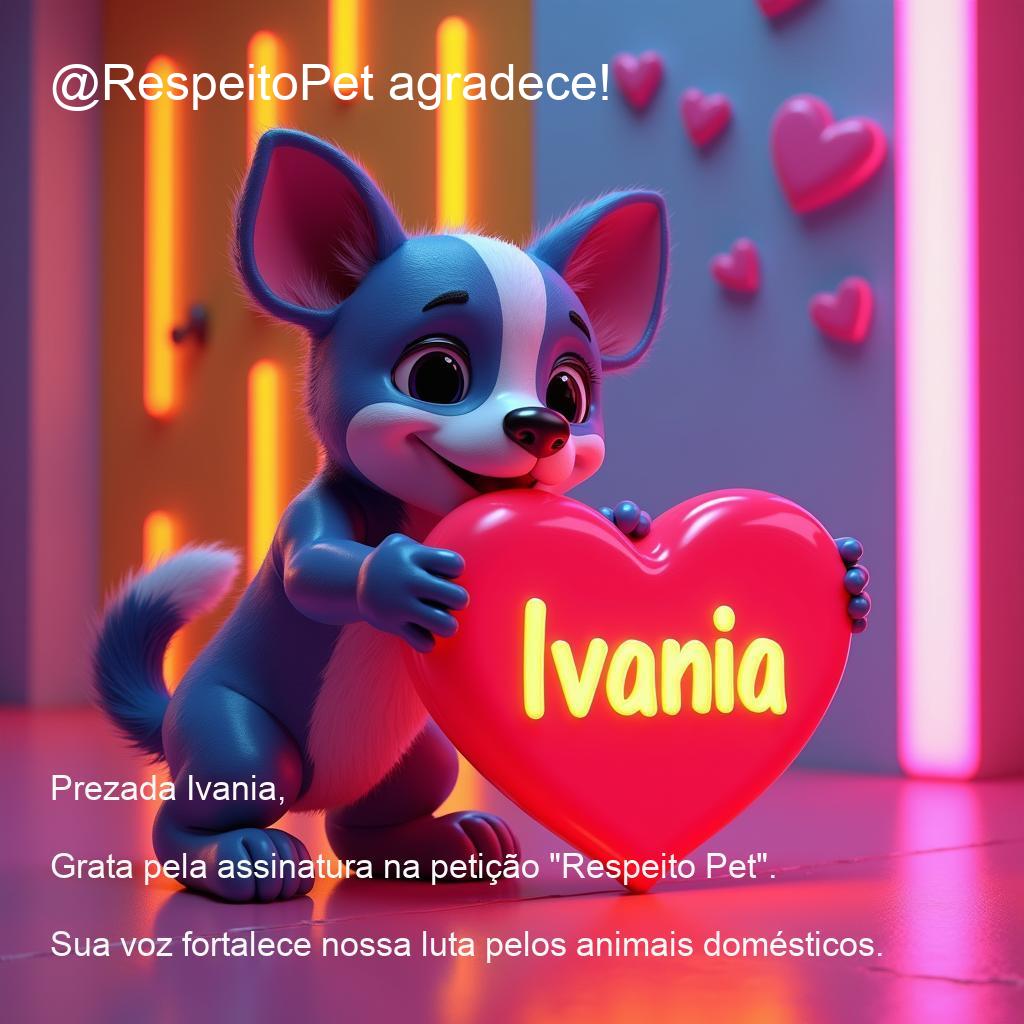 @RespeitoPet agradece!
Ivania
Prezada Ivania,
Grata pela assinatura na petição "Respeito Pet".
Sua voz fortalece nossa luta pelos animais domésticos.